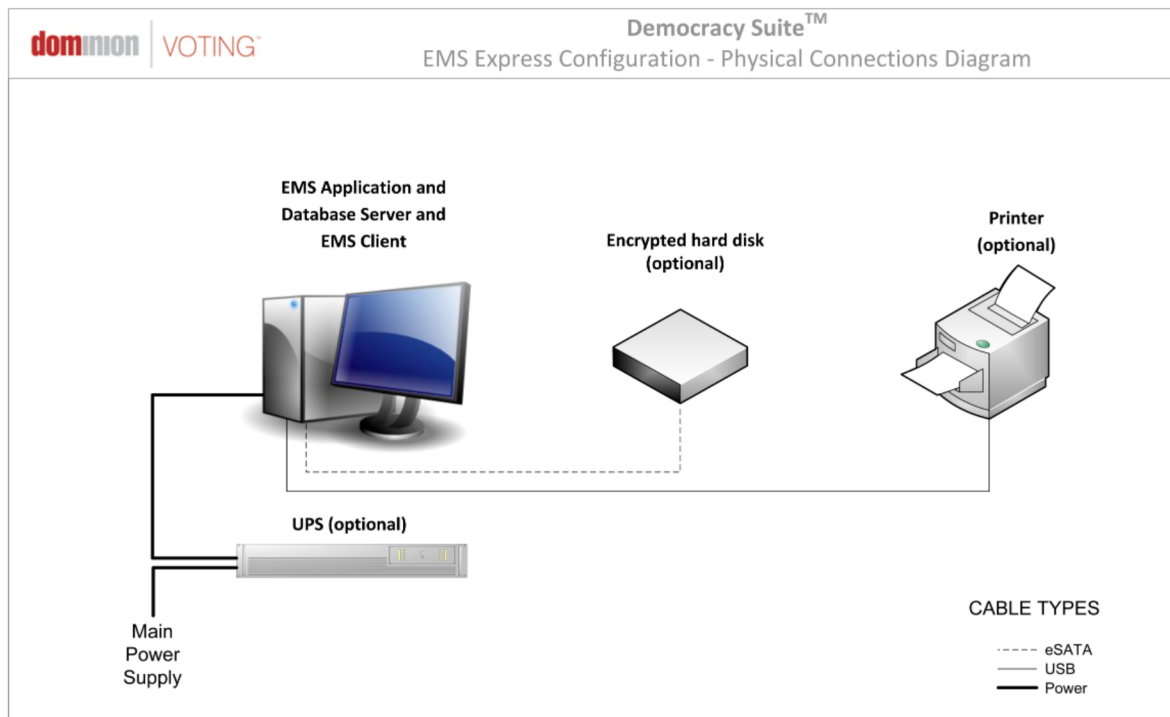 dominion VOTING™
Democracy Suite™
EMS Express Configuration - Physical Connections Diagram
EMS Application and
Database Server and
EMS Client
Encrypted hard disk
(optional)
Printer
(optional)
UPS (optional)
Main
Power
Supply
CABLE TYPES
eSATA
USB
Power